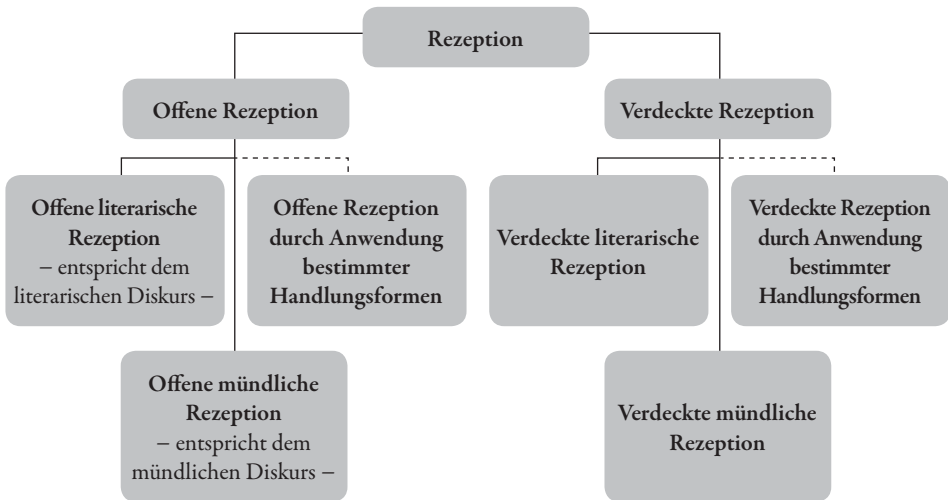 Rezeption
Offene Rezeption
Verdeckte Rezeption
Offene literarische
Rezeption
– entspricht dem
literarischen Diskurs –
Offene Rezeption
durch Anwendung
bestimmter
Handlungsformen
Verdeckte literarische
Rezeption
Verdeckte Rezeption
durch Anwendung
bestimmter
Handlungsformen
Offene mündliche
Rezeption
– entspricht dem
mündlichen Diskurs –
Verdeckte mündliche
Rezeption